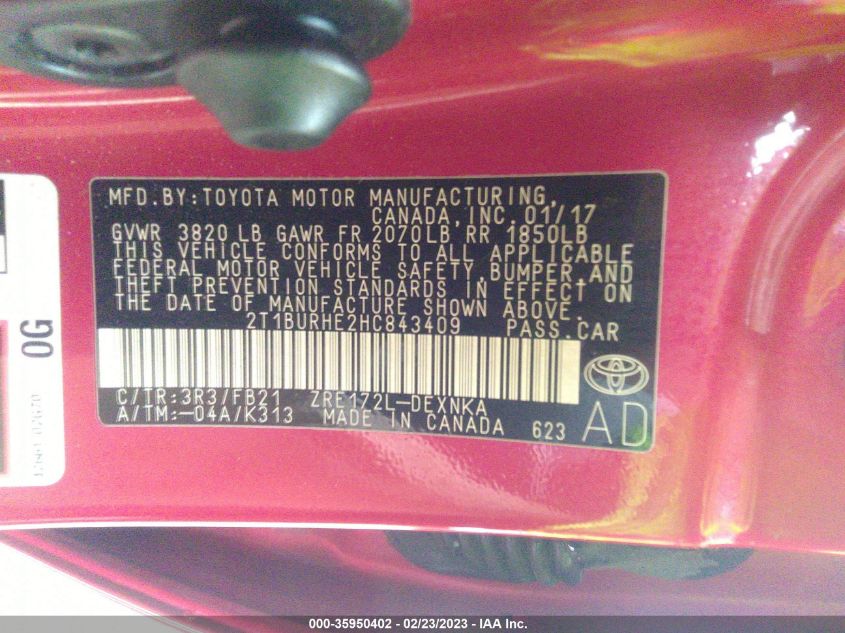 MFD.BY:TOYOTA MOTOR MANUFACTURING,
CANADA, INC. 01/17
GVWR 3820 LB GAWR FR 2070LB RR 1850LB
THIS VEHICLE CONFORMS TO ALL APPLICABLE
FEDERAL MOTOR VEHICLE SAFETY, BUMPER, AND
THEFT PREVENTION STANDARDS IN EFFECT ON
THE DATE OF MANUFACTURE SHOWN ABOVE.
2T1BURHE2HC843409 PASS.CAR
C/TR:3R3/FB21 ZRE172L-DEXNKA
A/TM:-04A/K313 MADE IN CANADA 623
AD
0G
000-35950402 - 02/23/2023 - IAA Inc.